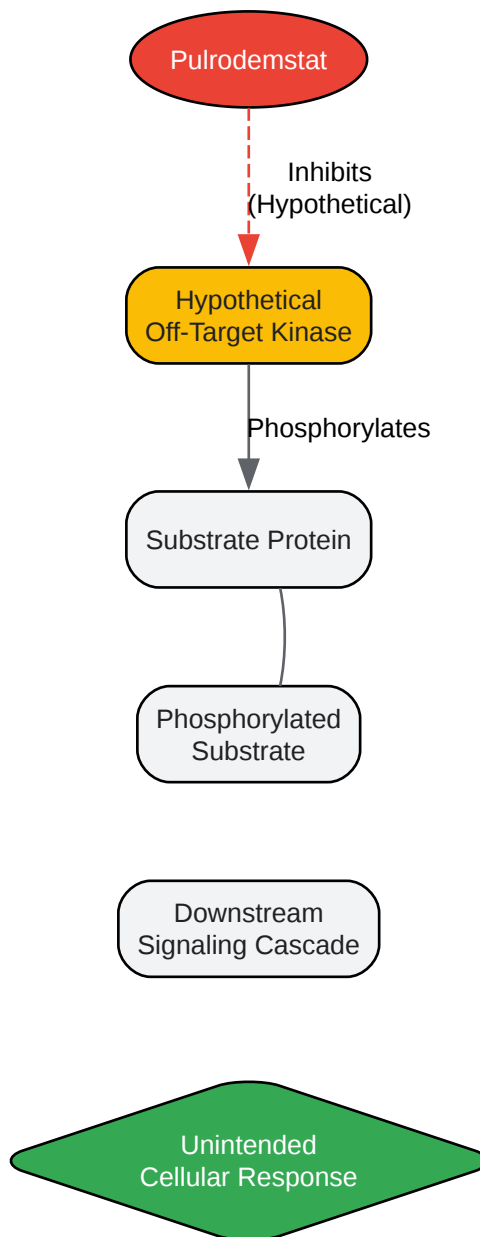 Pulrodemstat
Inhibits
(Hypothetical)
Hypothetical
Off-Target Kinase
Phosphorylates
Substrate Protein
Phosphorylated
Substrate
Downstream
Signaling Cascade
Unintended
Cellular Response